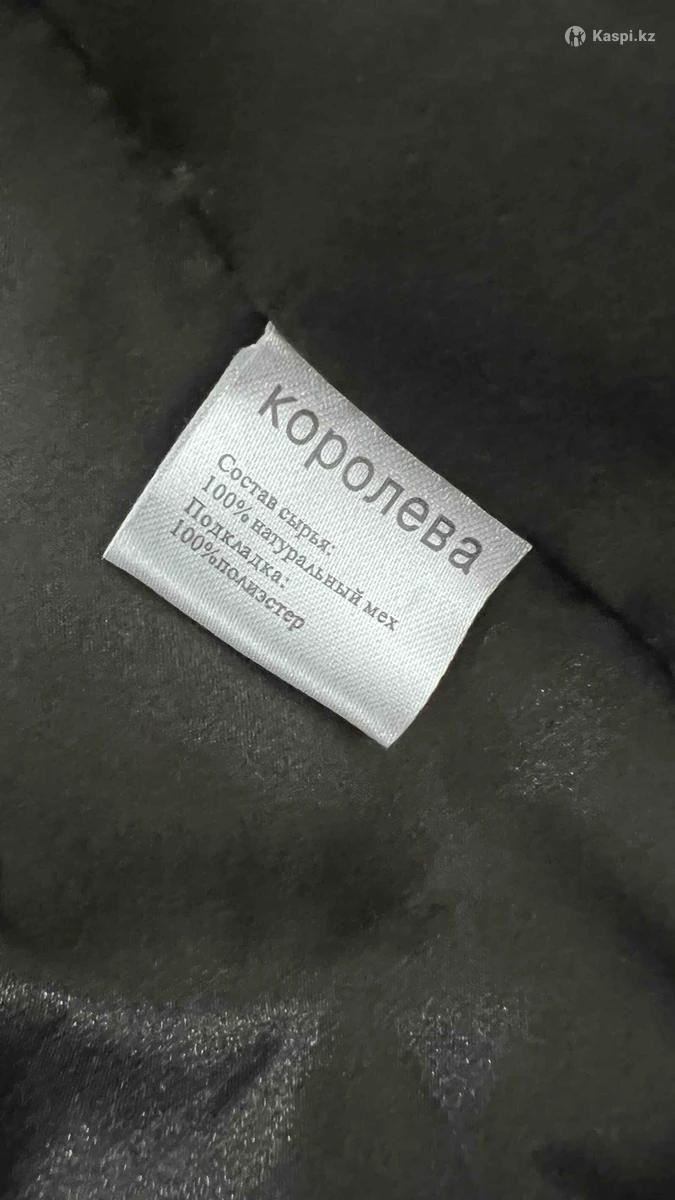 Kaspi.kz
королева
Состав сырья:
100% натуральный мех
Подкладка:
100%полиэстер